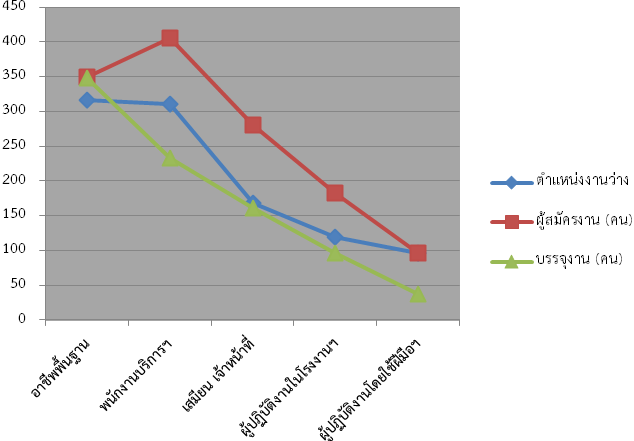 450
400
350
300
250
200
150
100
50
0
อาชีพพื้นฐาน
พนักงานบริการฯ
เสมียน เจ้าหน้าที่
ผู้ปฏิบัติงานในโรงงานฯ
ผู้ปฏิบัติงานโดยใช้ฝีมือฯ
ตำแหน่งงานว่าง
ผู้สมัครงาน (คน)
บรรจุงาน (คน)